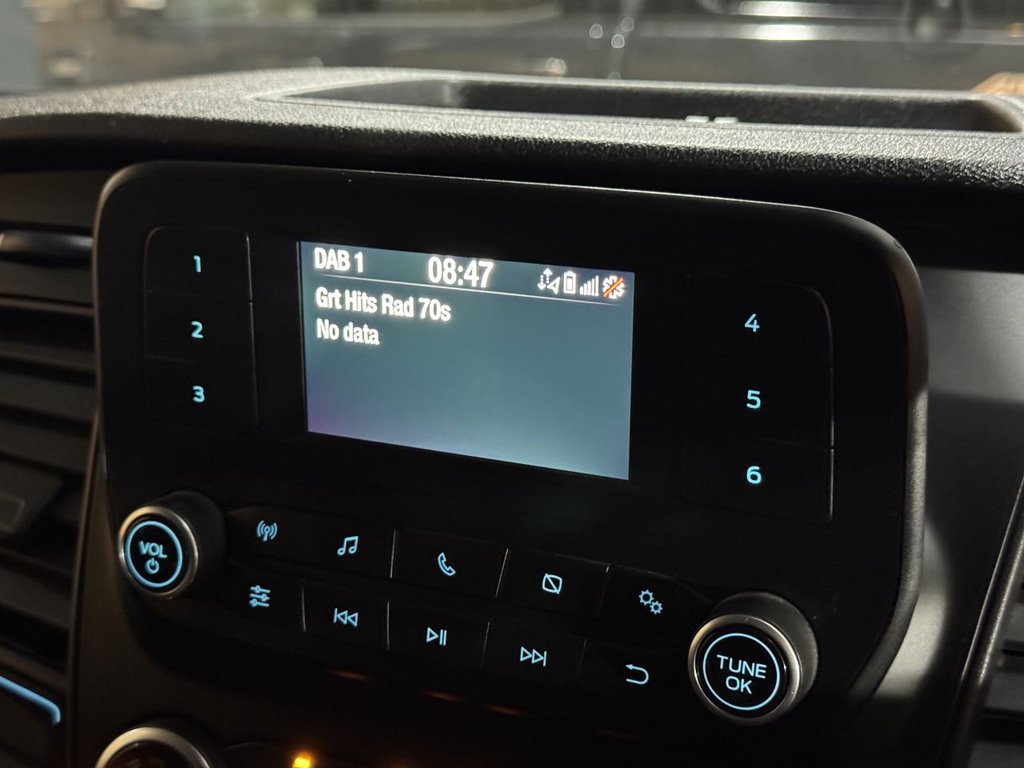 DAB 1 08:47
Grt Hits Rad 70s
No data
1
2
3
4
5
6
VOL
TUNE
OK